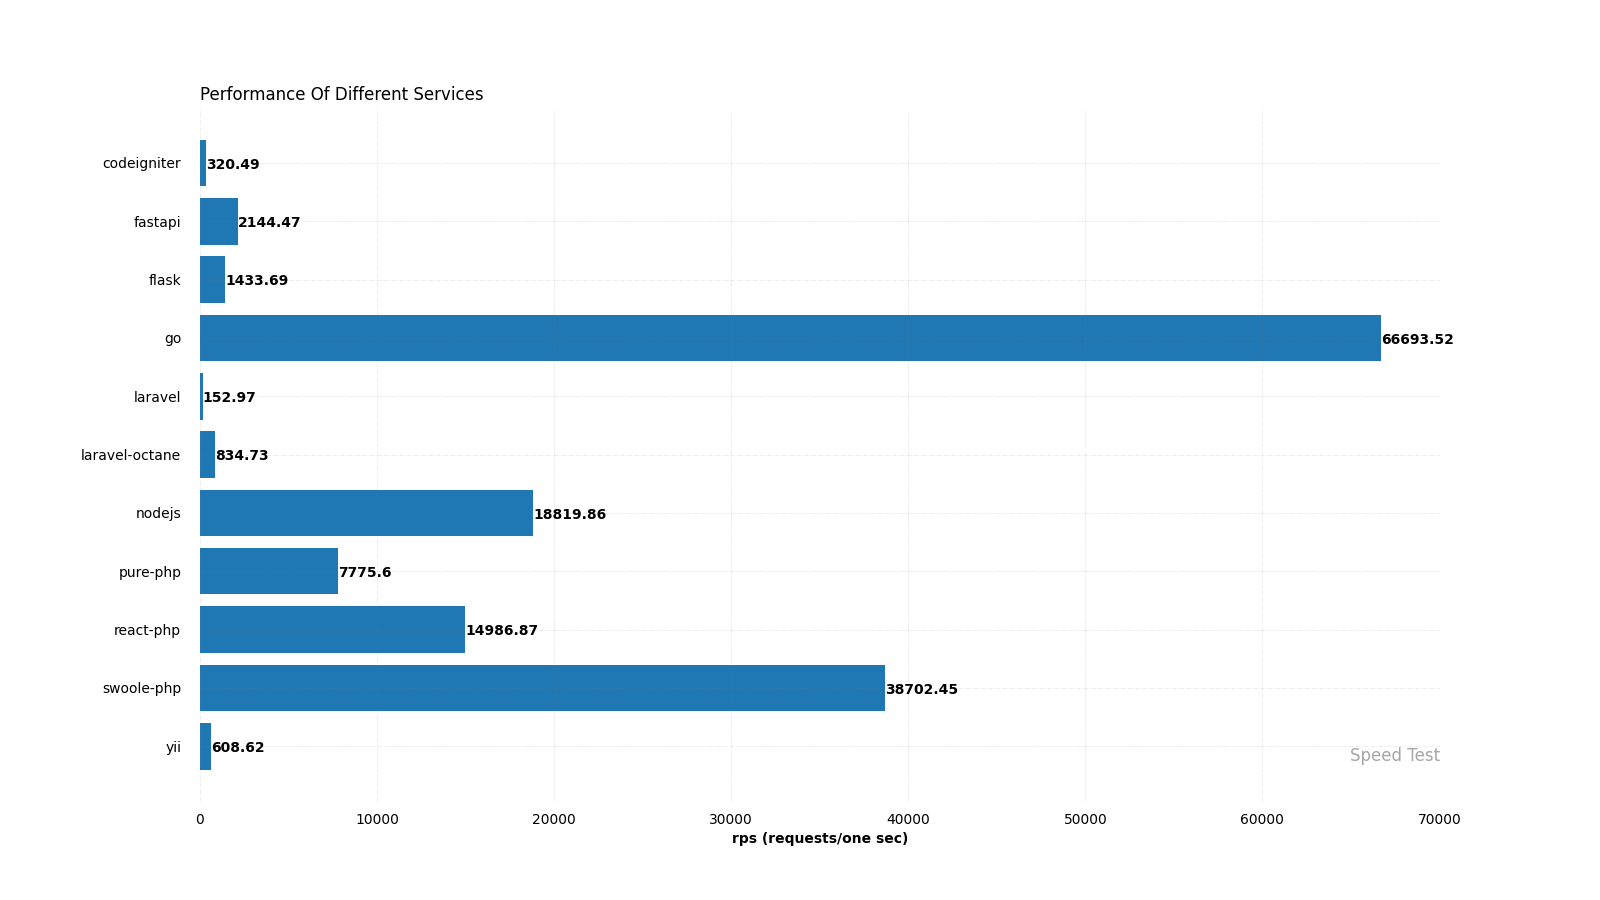 Performance Of Different Services
codeigniter 320.49
fastapi 2144.47
flask 1433.69
go 66693.52
laravel 152.97
laravel-octane 834.73
nodejs 18819.86
pure-php 7775.6
react-php 14986.87
swoole-php 38702.45
yii 608.62
Speed Test
0 10000 20000 30000 40000 50000 60000 70000
rps (requests/one sec)